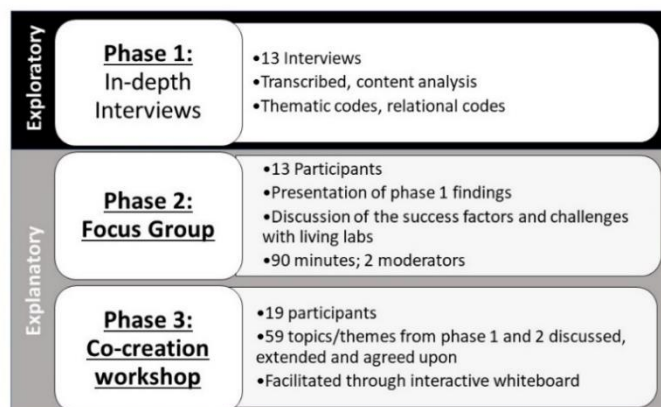 Exploratory
Phase 1:
In-depth
Interviews
•13 Interviews
•Transcribed, content analysis
•Thematic codes, relational codes
Explanatory
Phase 2:
Focus Group
•13 Participants
•Presentation of phase 1 findings
•Discussion of the success factors and challenges
with living labs
•90 minutes; 2 moderators
Phase 3:
Co-creation
workshop
•19 participants
•59 topics/themes from phase 1 and 2 discussed,
extended and agreed upon
•Facilitated through interactive whiteboard